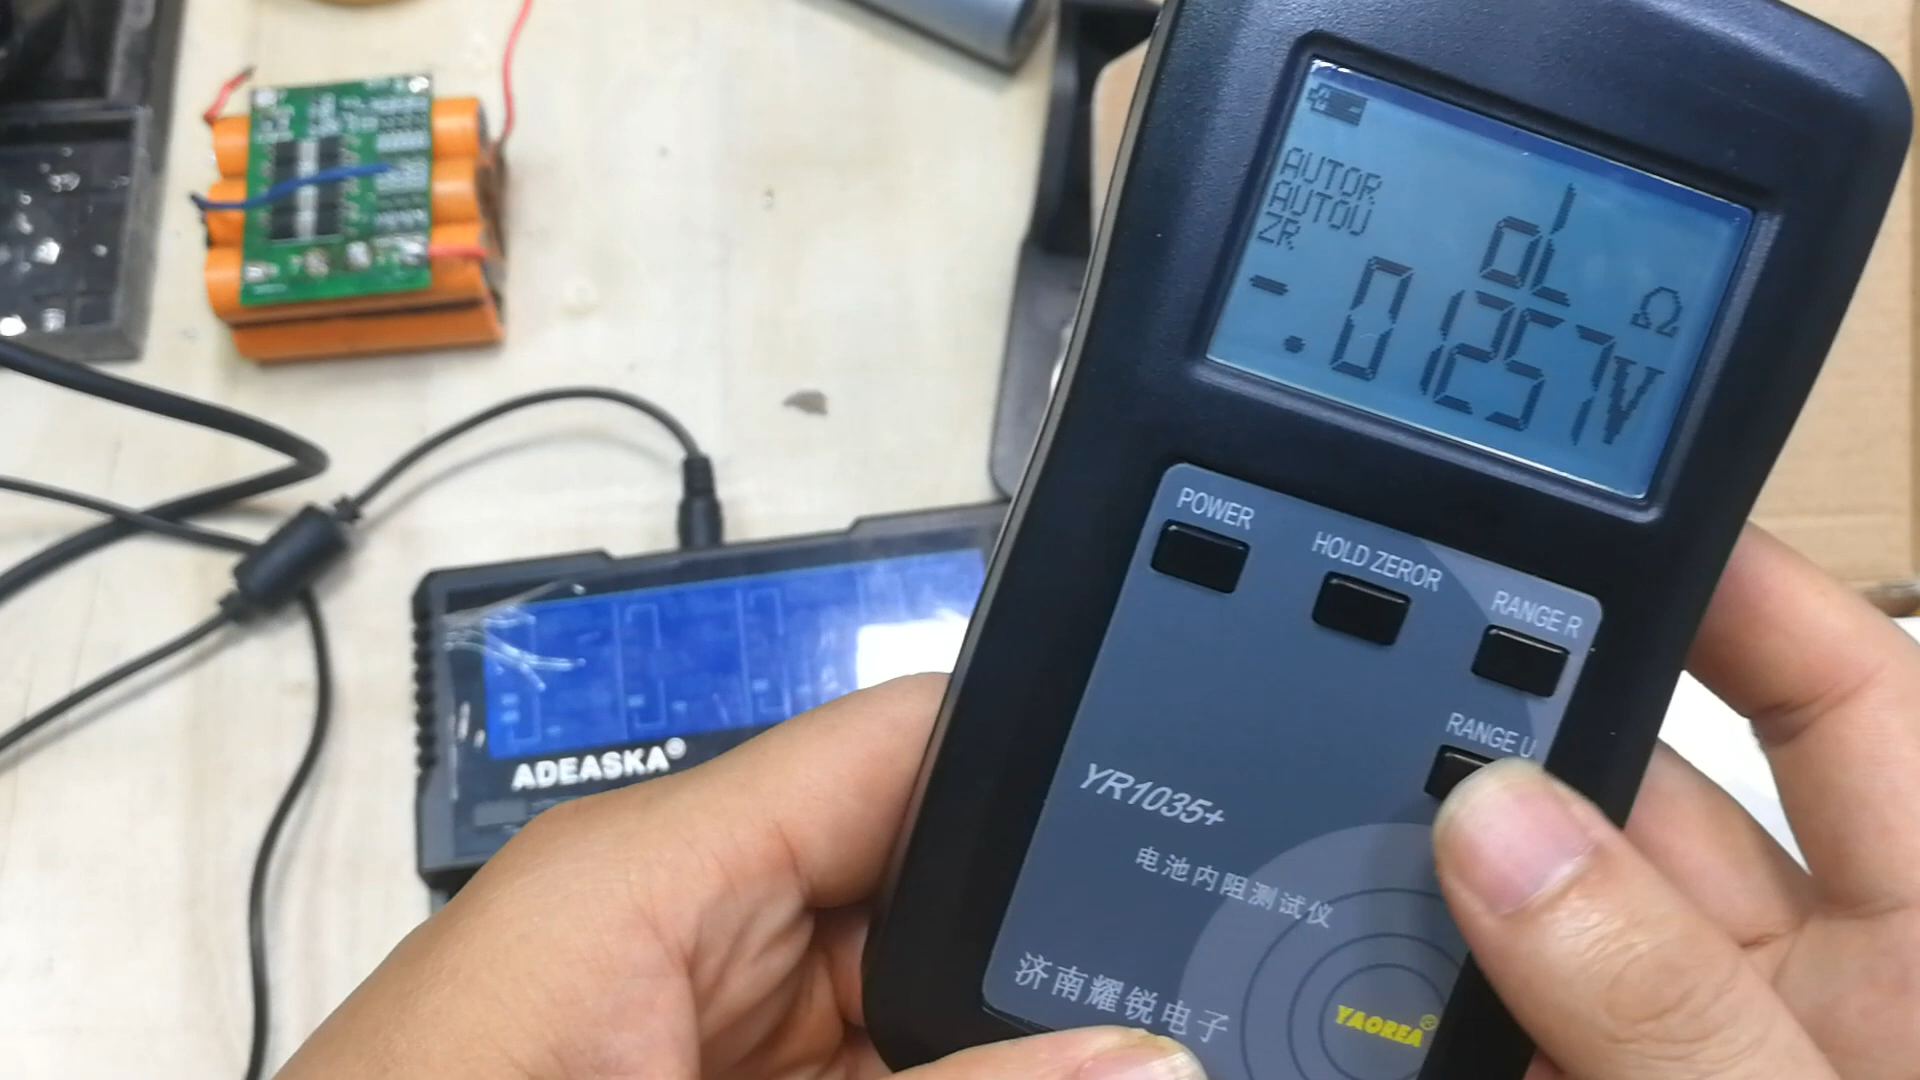 AUTOR
AUTOU
ZR
OL Ω
-.01257V
POWER
HOLD ZEROR
RANGE R
RANGE U
YR1035+
电池内阻测试仪
济南耀锐电子
YAOREA
ADEASKA®